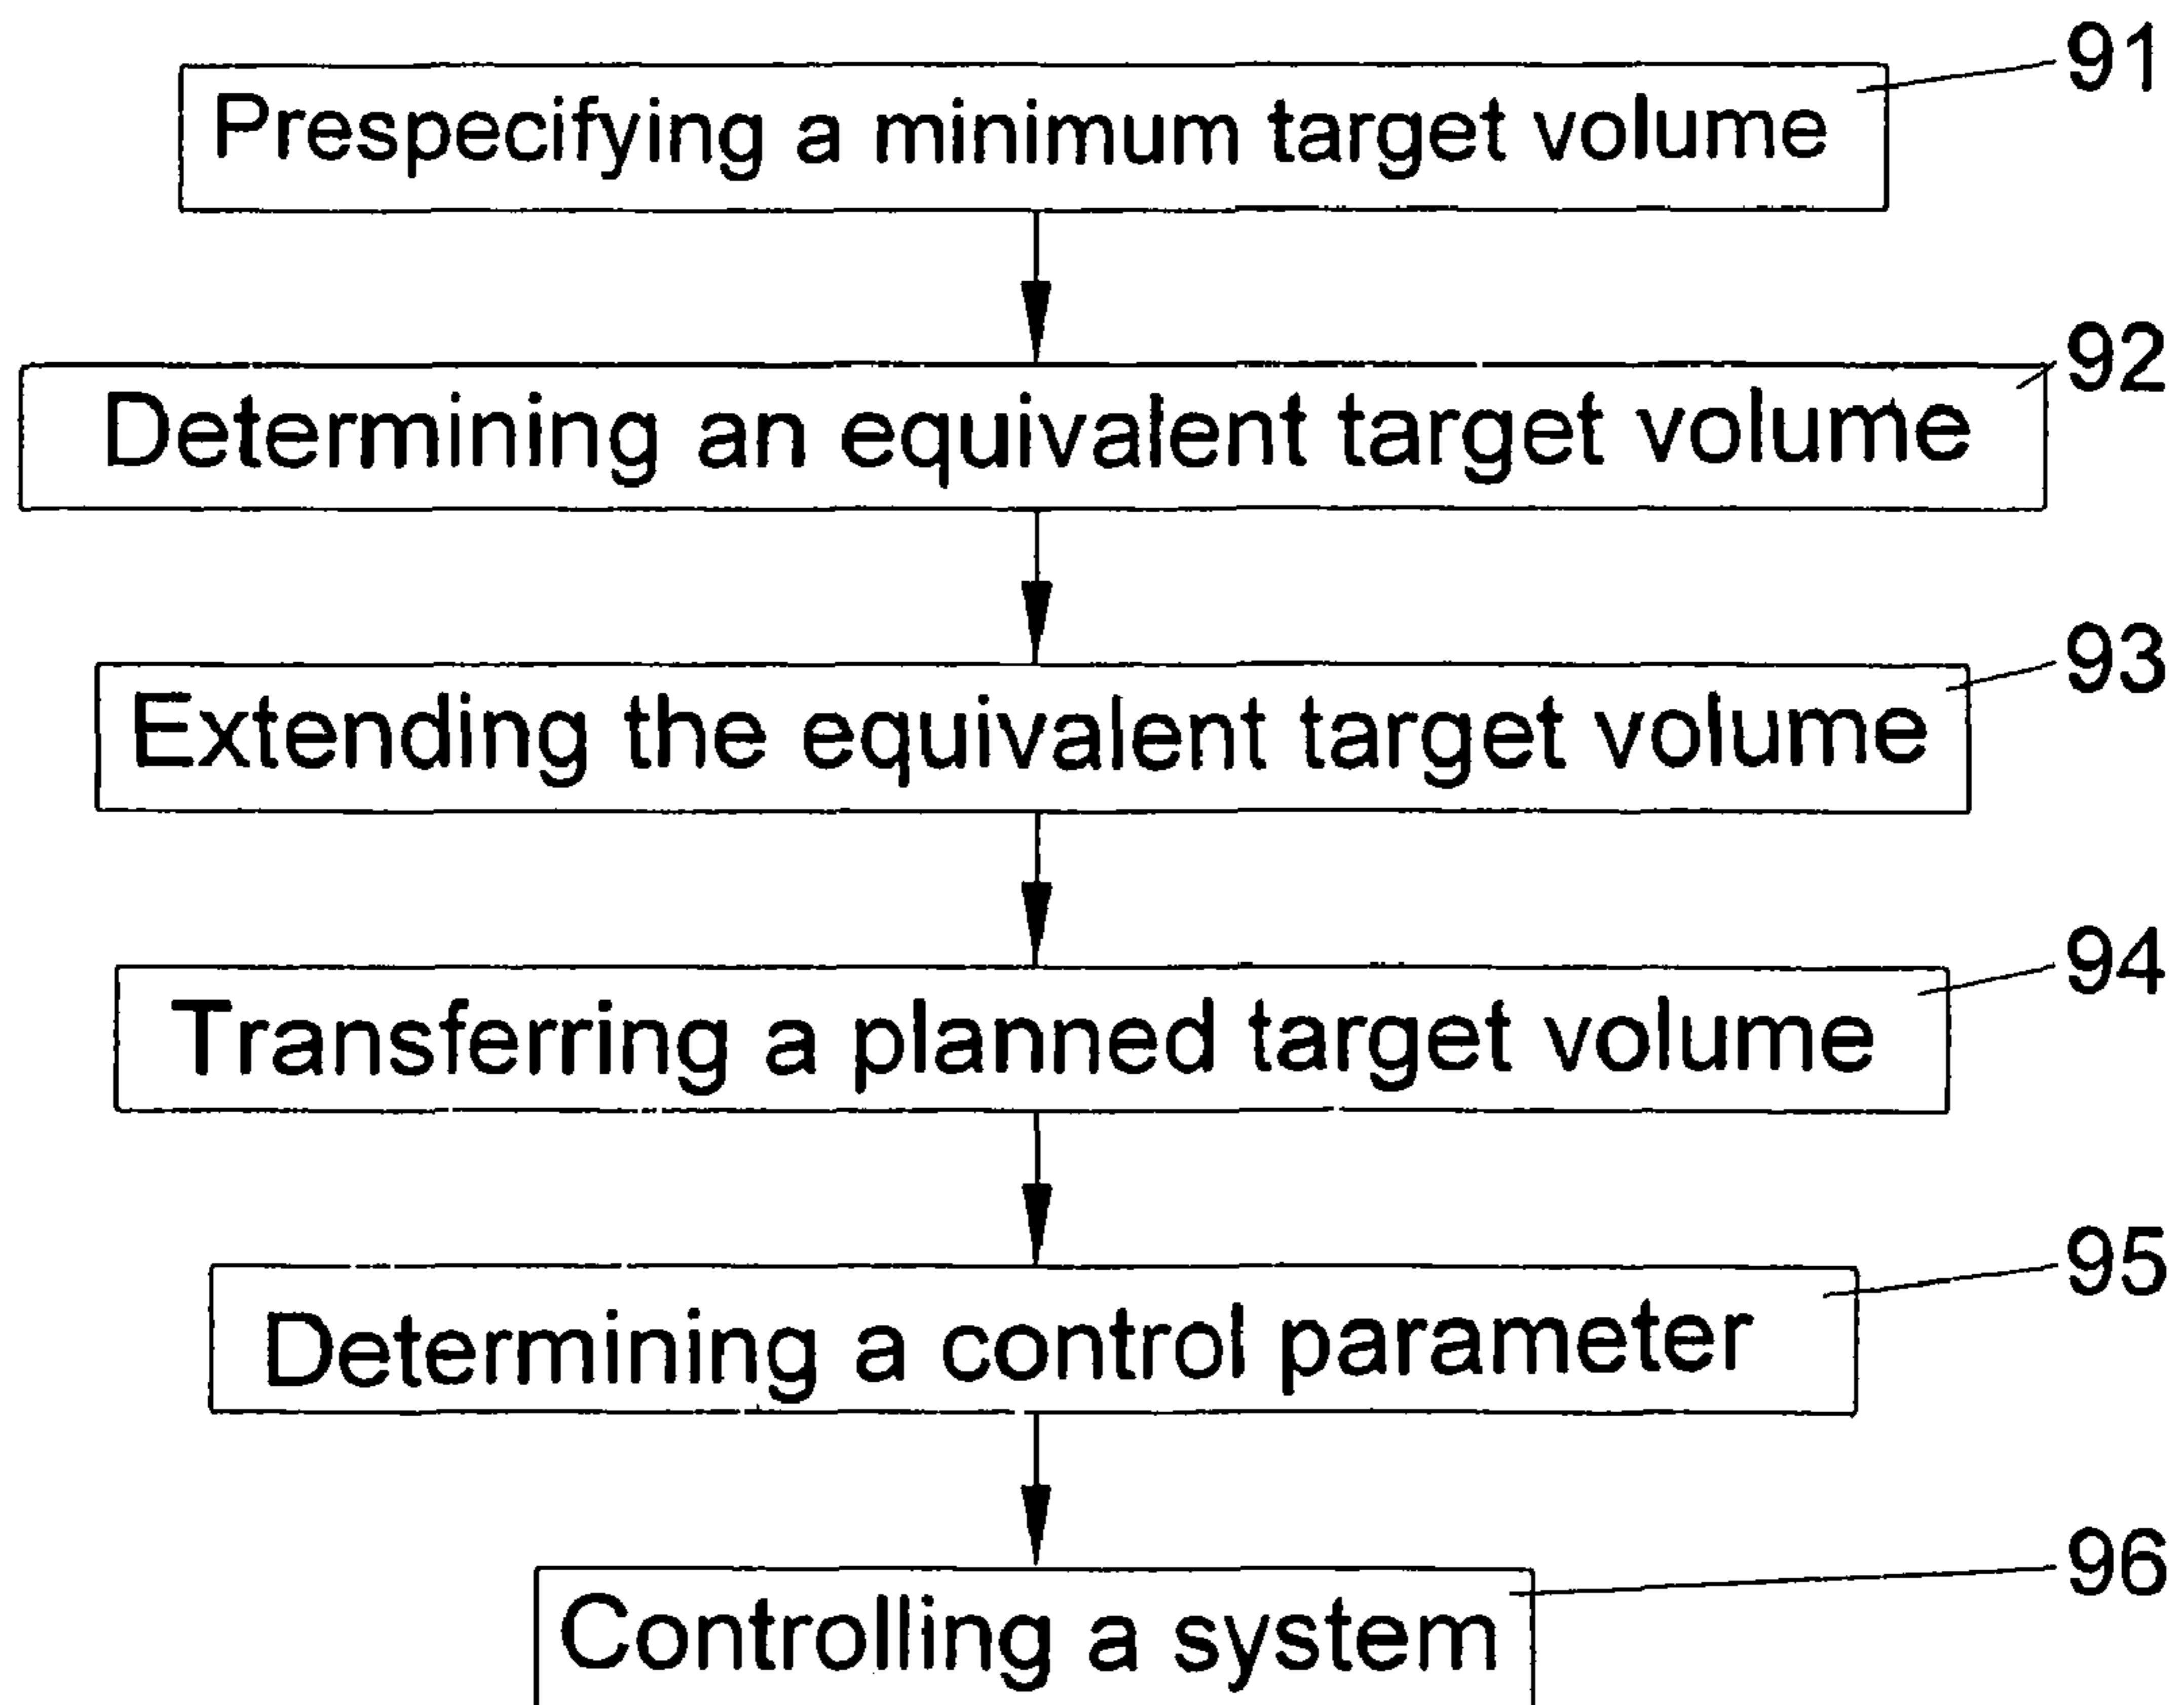 91
Prespecifying a minimum target volume
92
Determining an equivalent target volume
93
Extending the equivalent target volume
94
Transferring a planned target volume
95
Determining a control parameter
96
Controlling a system